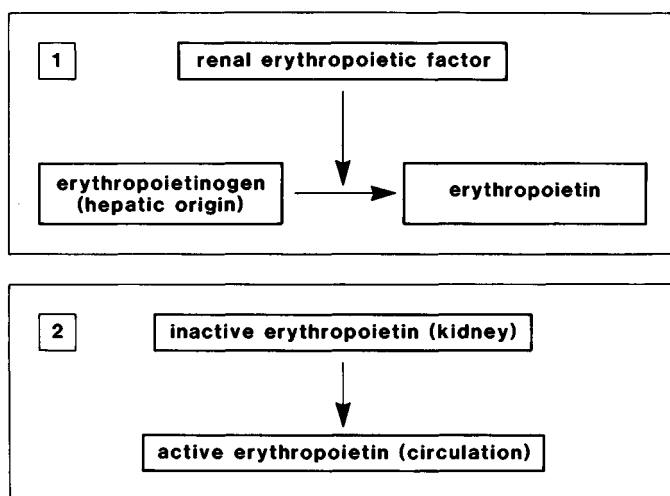 1
renal erythropoietic factor
erythropoietinogen
(hepatic origin)
erythropoietin
2
inactive erythropoietin (kidney)
active erythropoietin (circulation)